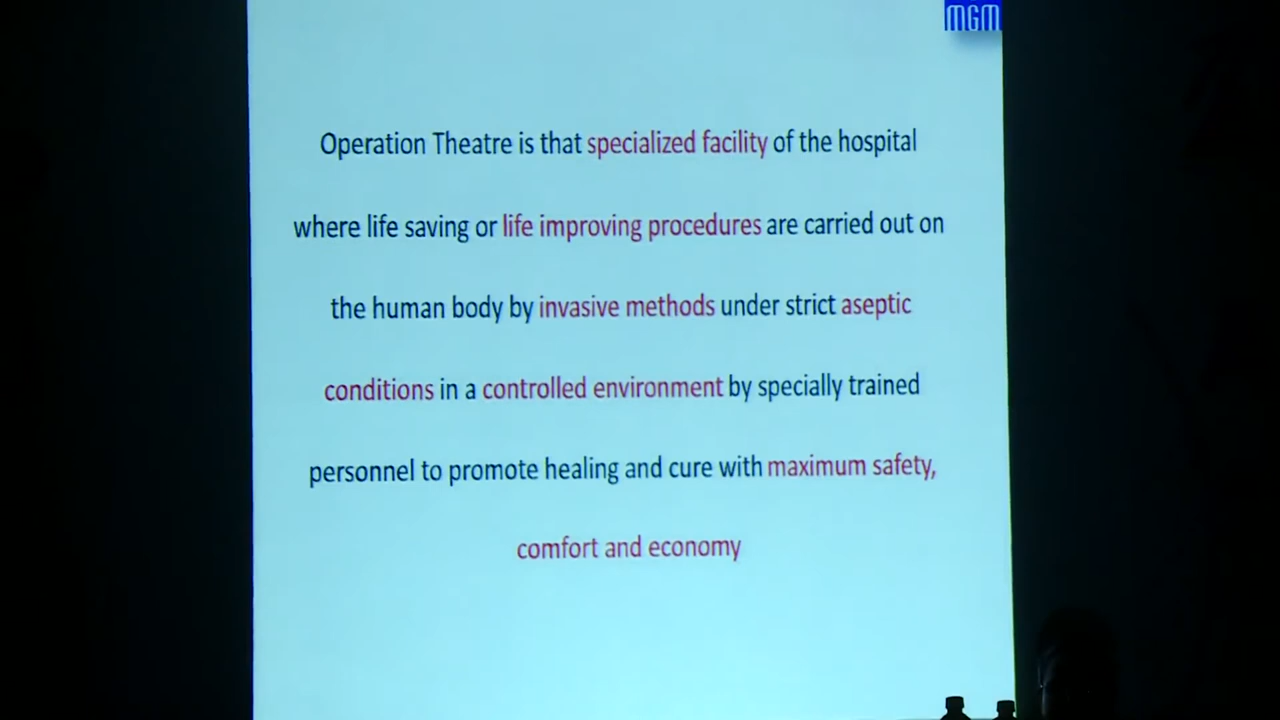 MGM
Operation Theatre is that specialized facility of the hospital
where life saving or life improving procedures are carried out on
the human body by invasive methods under strict aseptic
conditions in a controlled environment by specially trained
personnel to promote healing and cure with maximum safety,
comfort and economy